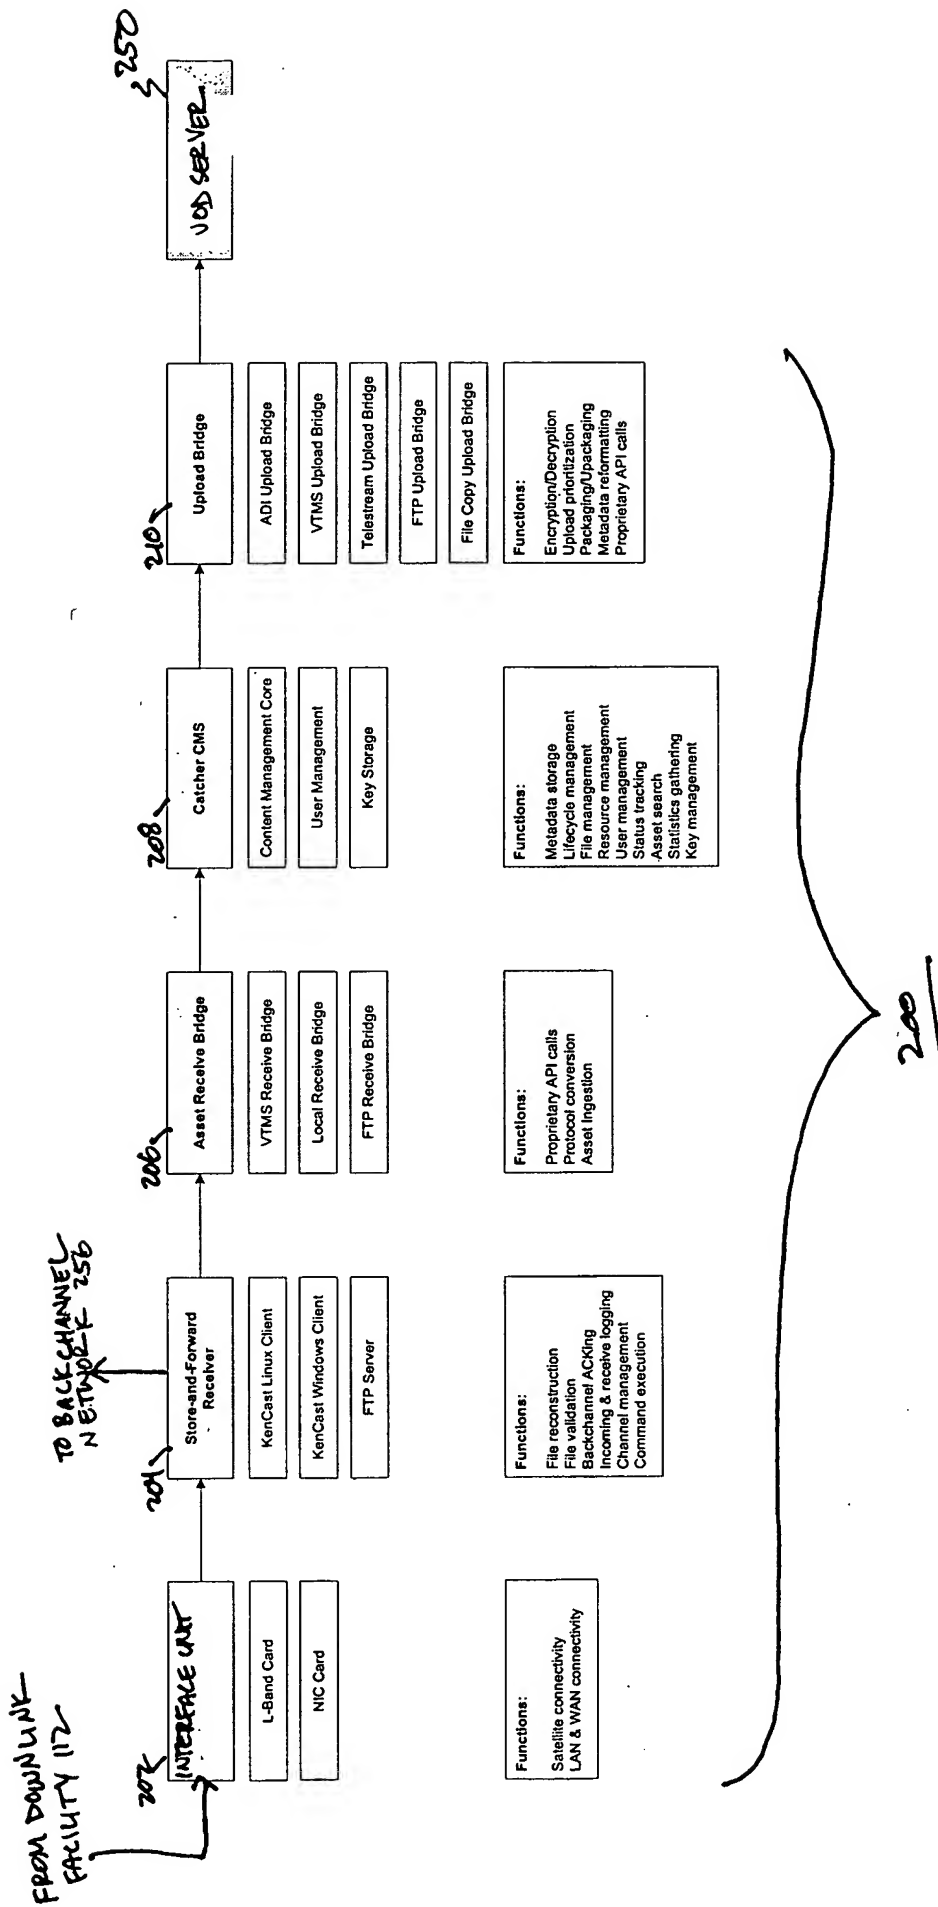 FROM DOWNLINK
FACILITY 112
202
INTERFACE UNIT
L-Band Card
NIC Card
Functions:
Satellite connectivity
LAN & WAN connectivity
TO BACKCHANNEL
NETWORK 256
204
Store-and-Forward
Receiver
KenCast Linux Client
KenCast Windows Client
FTP Server
Functions:
File reconstruction
File validation
Backchannel ACKing
Incoming & receive logging
Channel management
Command execution
206
Asset Receive Bridge
VTMS Receive Bridge
Local Receive Bridge
FTP Receive Bridge
Functions:
Proprietary API calls
Protocol conversion
Asset Ingestion
208
Catcher CMS
Content Management Core
User Management
Key Storage
Functions:
Metadata storage
Lifecycle management
File management
Resource management
User management
Status tracking
Asset search
Statistics gathering
Key management
210
Upload Bridge
ADI Upload Bridge
VTMS Upload Bridge
Telestream Upload Bridge
FTP Upload Bridge
File Copy Upload Bridge
Functions:
Encryption/Decryption
Upload prioritization
Packaging/Upackaging
Metadata reformatting
Proprietary API calls
250
VOD SERVER
200